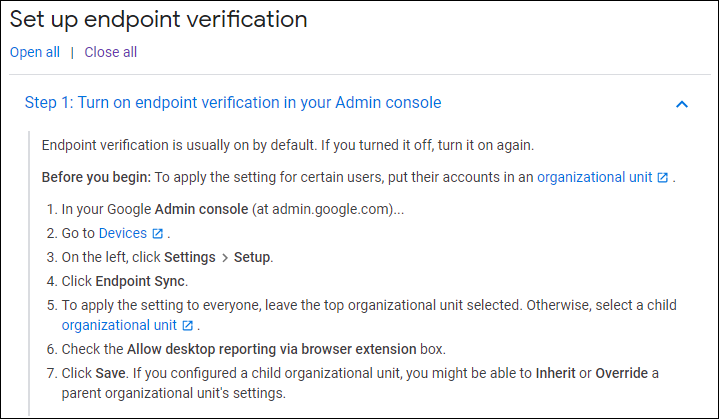 Set up endpoint verification
Open all | Close all
Step 1: Turn on endpoint verification in your Admin console
Endpoint verification is usually on by default. If you turned it off, turn it on again.
Before you begin: To apply the setting for certain users, put their accounts in an organizational unit .
1. In your Google Admin console (at admin.google.com)...
2. Go to Devices .
3. On the left, click Settings > Setup.
4. Click Endpoint Sync.
5. To apply the setting to everyone, leave the top organizational unit selected. Otherwise, select a child
organizational unit .
6. Check the Allow desktop reporting via browser extension box.
7. Click Save. If you configured a child organizational unit, you might be able to Inherit or Override a
parent organizational unit's settings.